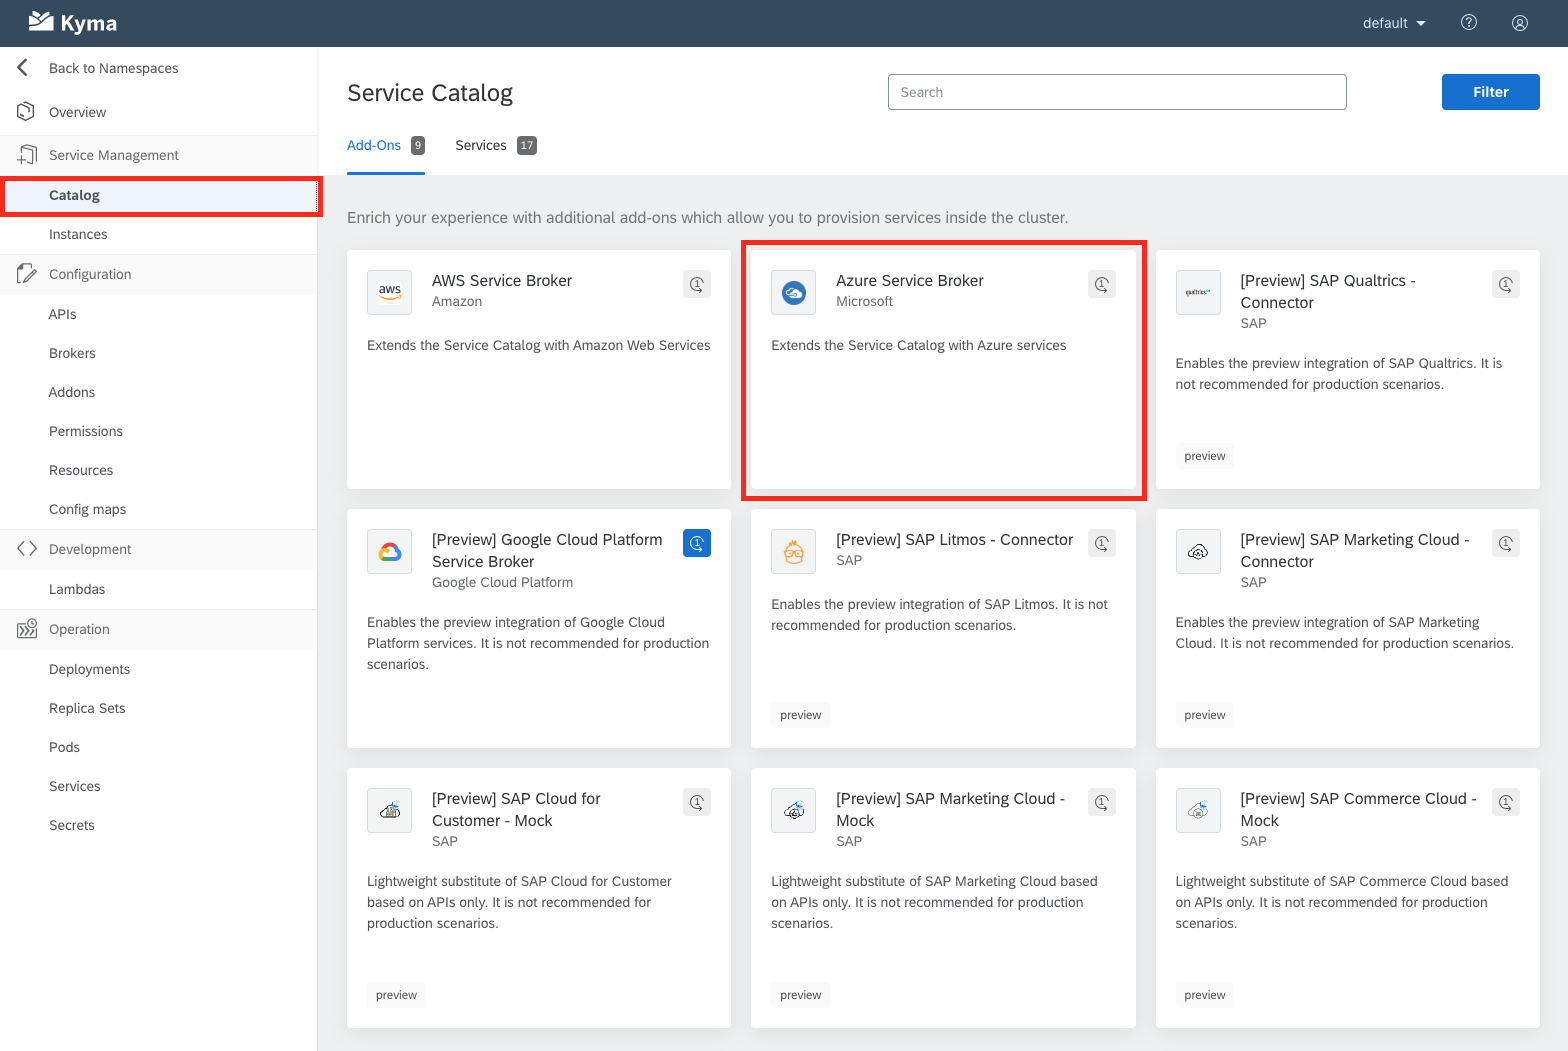 Kyma
default
Back to Namespaces
Overview
Service Management
Catalog
Instances
Configuration
APIs
Brokers
Addons
Permissions
Resources
Config maps
Development
Lambdas
Operation
Deployments
Replica Sets
Pods
Services
Secrets
Service Catalog
Search
Filter
Add-Ons 9
Services 17
Enrich your experience with additional add-ons which allow you to provision services inside the cluster.
aws
AWS Service Broker
1
Amazon
Extends the Service Catalog with Amazon Web Services
Azure Service Broker
1
Microsoft
Extends the Service Catalog with Azure services
qualtrics
[Preview] SAP Qualtrics -
Connector
1
SAP
Enables the preview integration of SAP Qualtrics. It is
not recommended for production scenarios.
preview
[Preview] Google Cloud Platform
Service Broker
1
Google Cloud Platform
Enables the preview integration of Google Cloud
Platform services. It is not recommended for production
scenarios.
[Preview] SAP Litmos - Connector
1
SAP
Enables the preview integration of SAP Litmos. It is not
recommended for production scenarios.
preview
[Preview] SAP Marketing Cloud -
Connector
1
SAP
Enables the preview integration of SAP Marketing
Cloud. It is not recommended for production scenarios.
preview
[Preview] SAP Cloud for
Customer - Mock
1
SAP
Lightweight substitute of SAP Cloud for Customer
based on APIs only. It is not recommended for
production scenarios.
preview
[Preview] SAP Marketing Cloud -
Mock
1
SAP
Lightweight substitute of SAP Marketing Cloud based
on APIs only. It is not recommended for production
scenarios.
preview
[Preview] SAP Commerce Cloud -
Mock
1
SAP
Lightweight substitute of SAP Commerce Cloud based
on APIs only. It is not recommended for production
scenarios.
preview